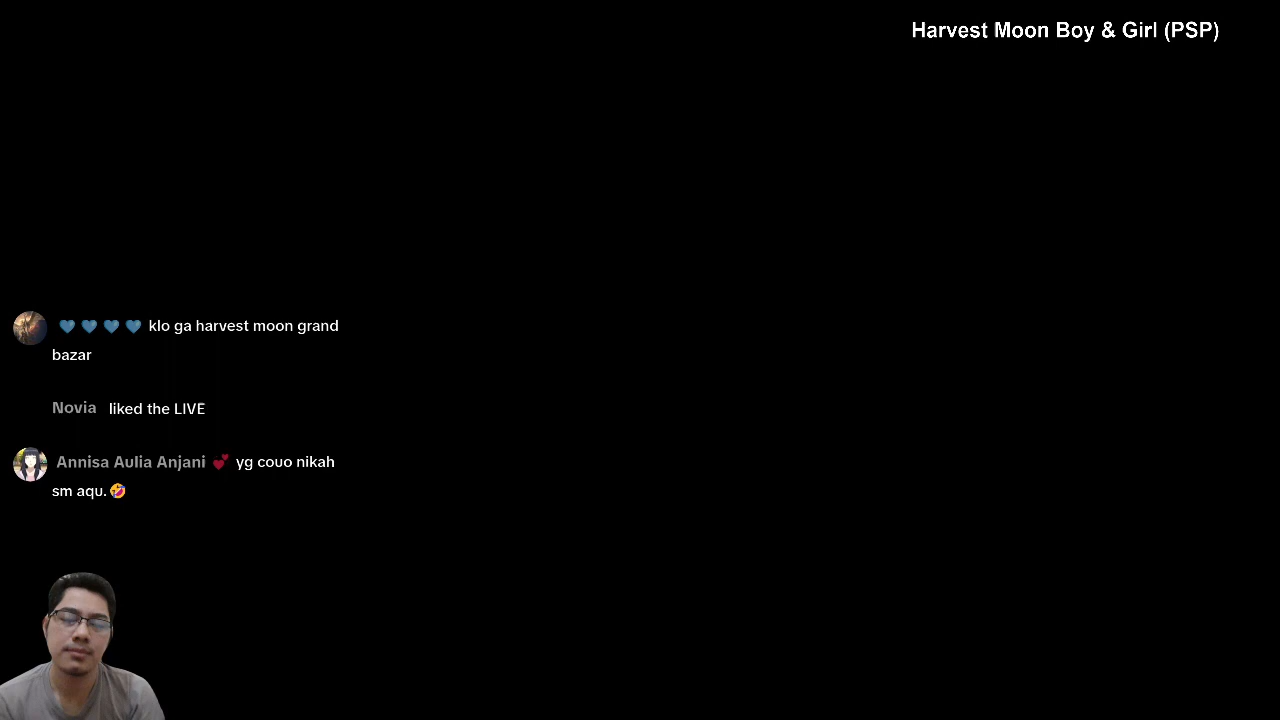 Harvest Moon Boy & Girl (PSP)
💙 💙 💙 💙 klo ga harvest moon grand
bazar
Novia liked the LIVE
Annisa Aulia Anjani 💕 yg couo nikah
sm aqu. 🤣